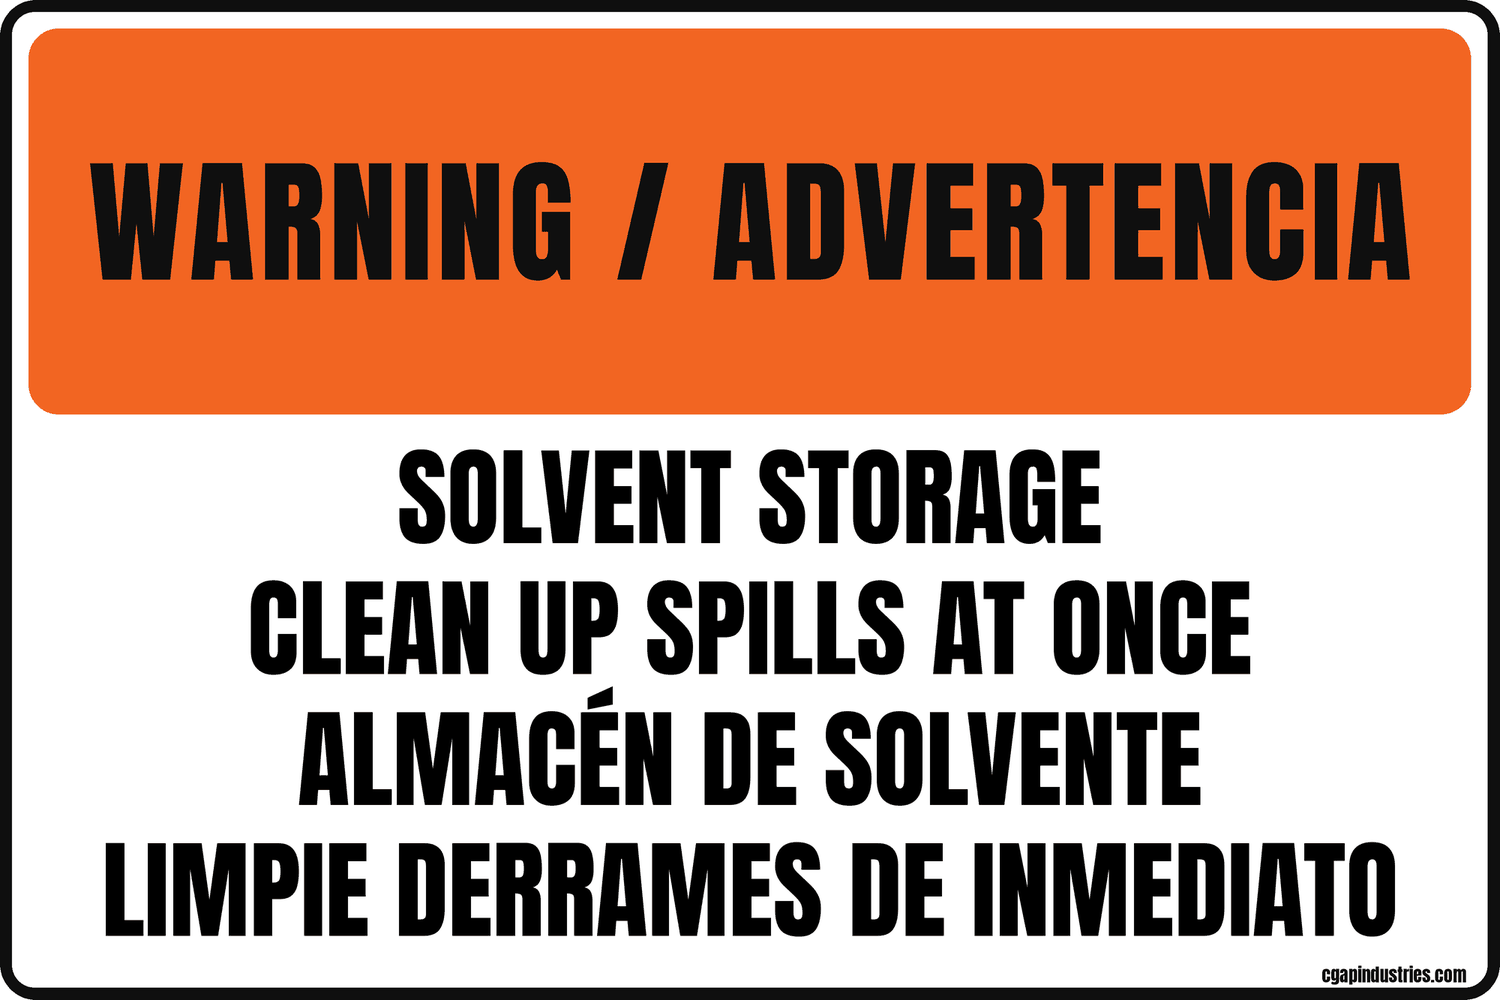 WARNING / ADVERTENCIA
SOLVENT STORAGE
CLEAN UP SPILLS AT ONCE
ALMACÉN DE SOLVENTE
LIMPIE DERRAMES DE INMEDIATO
cgapindustries.com